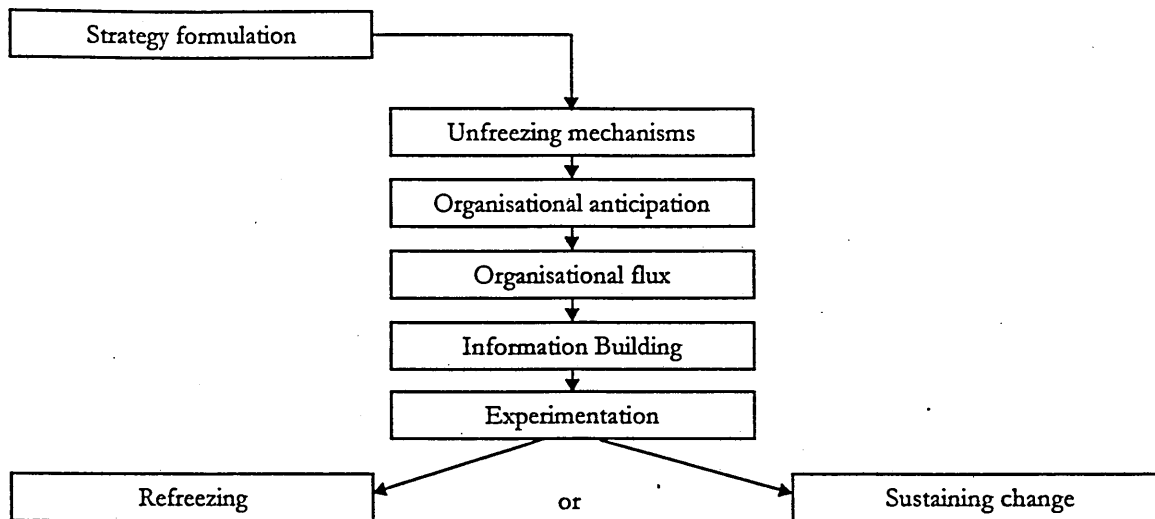 Strategy formulation
Unfreezing mechanisms
Organisational anticipation
Organisational flux
Information Building
Experimentation
Refreezing
or
Sustaining change